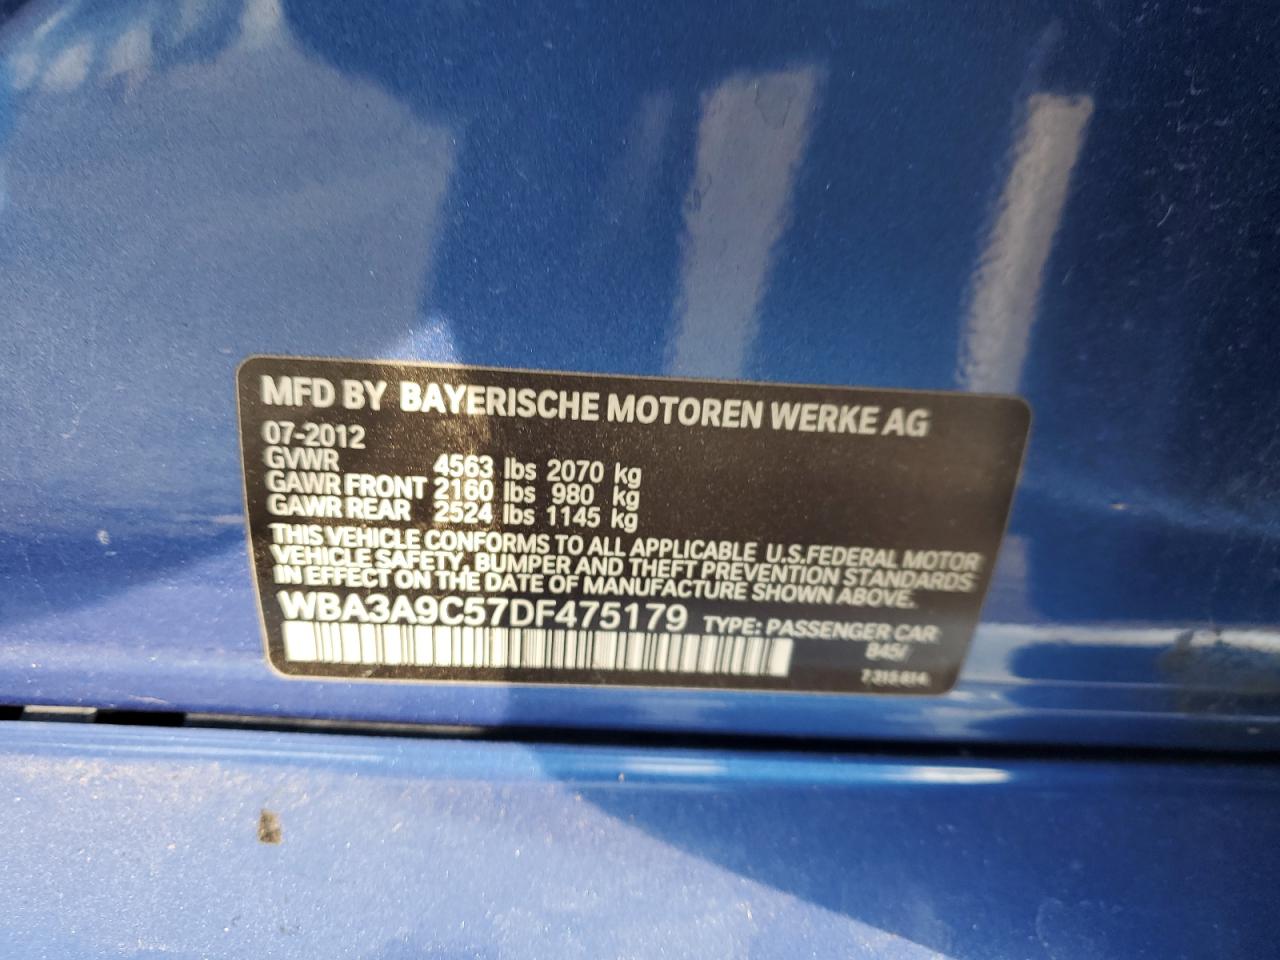 MFD BY BAYERISCHE MOTOREN WERKE AG
07-2012
GVWR 4563 lbs 2070 kg
GAWR FRONT 2160 lbs 980 kg
GAWR REAR 2524 lbs 1145 kg
THIS VEHICLE CONFORMS TO ALL APPLICABLE U.S.FEDERAL MOTOR
VEHICLE SAFETY, BUMPER AND THEFT PREVENTION STANDARDS
IN EFFECT ON THE DATE OF MANUFACTURE SHOWN ABOVE.
WBA3A9C57DF475179 TYPE: PASSENGER CAR